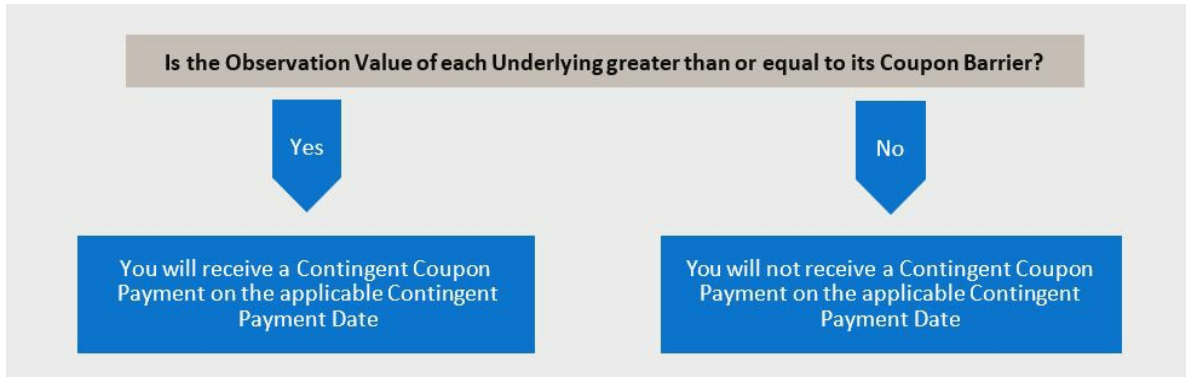 Is the Observation Value of each Underlying greater than or equal to its Coupon Barrier?
Yes
No
You will receive a Contingent Coupon
Payment on the applicable Contingent
Payment Date
You will not receive a Contingent Coupon
Payment on the applicable Contingent
Payment Date